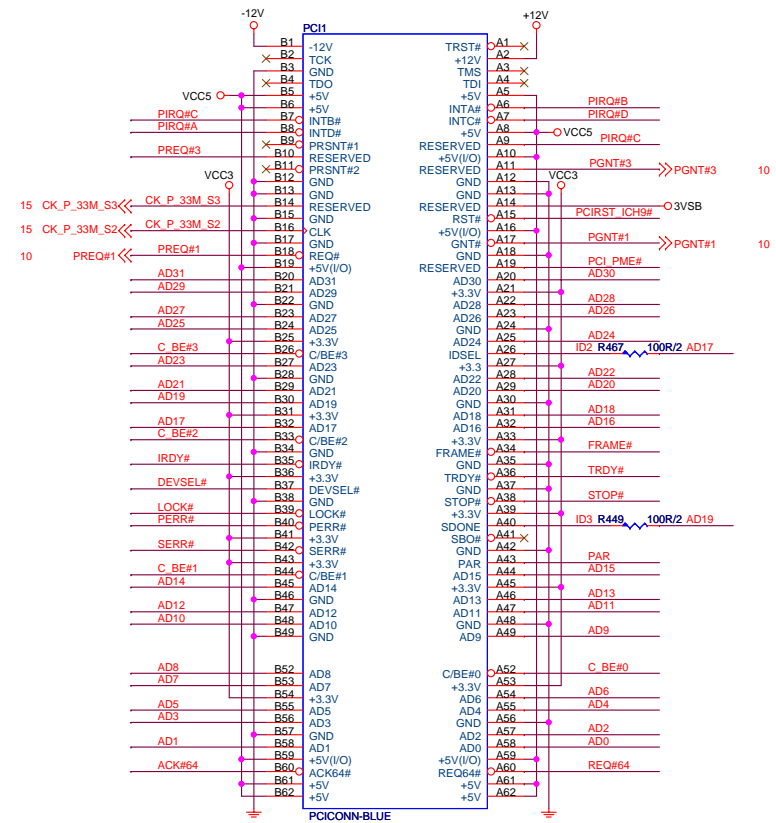 -12V
+12V
PCI1
B1 -12V TRST# A1
B2 TCK +12V A2
B3 GND TMS A3
B4 TDO TDI A4
VCC5 B5 +5V +5V A5
B6 +5V INTA# A6 PIRQ#B
PIRQ#C B7 INTB# INTC# A7 PIRQ#D
PIRQ#A B8 INTD# +5V A8 VCC5
B9 PRSNT#1 RESERVED A9 PIRQ#C
PREQ#3 B10 RESERVED +5V(I/O) A10
B11 PRSNT#2 RESERVED A11 PGNT#3 PGNT#3 10
VCC3 B12 GND GND A12 VCC3
B13 GND GND A13
15 CK_P_33M_S3 CK_P_33M_S3 B14 RESERVED RESERVED A14 3VSB
B15 GND RST# A15 PCIRST_ICH9#
15 CK_P_33M_S2 CK_P_33M_S2 B16 CLK +5V(I/O) A16
B17 GND GNT# A17 PGNT#1 PGNT#1 10
10 PREQ#1 PREQ#1 B18 REQ# GND A18
B19 +5V(I/O) RESERVED A19 PCI_PME#
AD31 B20 AD31 AD30 A20 AD30
AD29 B21 AD29 +3.3V A21
B22 GND AD28 A22 AD28
AD27 B23 AD27 AD26 A23 AD26
AD25 B24 AD25 GND A24
B25 +3.3V AD24 A25 AD24
C_BE#3 B26 C/BE#3 IDSEL A26 ID2 R467 100R/2 AD17
AD23 B27 AD23 +3.3 A27
B28 GND AD22 A28 AD22
AD21 B29 AD21 AD20 A29 AD20
AD19 B30 AD19 GND A30
B31 +3.3V AD18 A31 AD18
AD17 B32 AD17 AD16 A32 AD16
C_BE#2 B33 C/BE#2 +3.3V A33
B34 GND FRAME# A34 FRAME#
IRDY# B35 IRDY# GND A35
B36 +3.3V TRDY# A36 TRDY#
DEVSEL# B37 DEVSEL# GND A37
B38 GND STOP# A38 STOP#
LOCK# B39 LOCK# +3.3V A39
PERR# B40 PERR# SDONE A40 ID3 R449 100R/2 AD19
B41 +3.3V SBO# A41
SERR# B42 SERR# GND A42
B43 +3.3V PAR A43 PAR
C_BE#1 B44 C/BE#1 AD15 A44 AD15
AD14 B45 AD14 +3.3V A45
B46 GND AD13 A46 AD13
AD12 B47 AD12 AD11 A47 AD11
AD10 B48 AD10 GND A48
B49 GND AD9 A49 AD9
AD8 B52 AD8 C/BE#0 A52 C_BE#0
AD7 B53 AD7 +3.3V A53
B54 +3.3V AD6 A54 AD6
AD5 B55 AD5 AD4 A55 AD4
AD3 B56 AD3 GND A56
B57 GND AD2 A57 AD2
AD1 B58 AD1 AD0 A58 AD0
B59 +5V(I/O) +5V(I/O) A59
ACK#64 B60 ACK64# REQ64# A60 REQ#64
B61 +5V +5V A61
B62 +5V +5V A62
PCICONN-BLUE